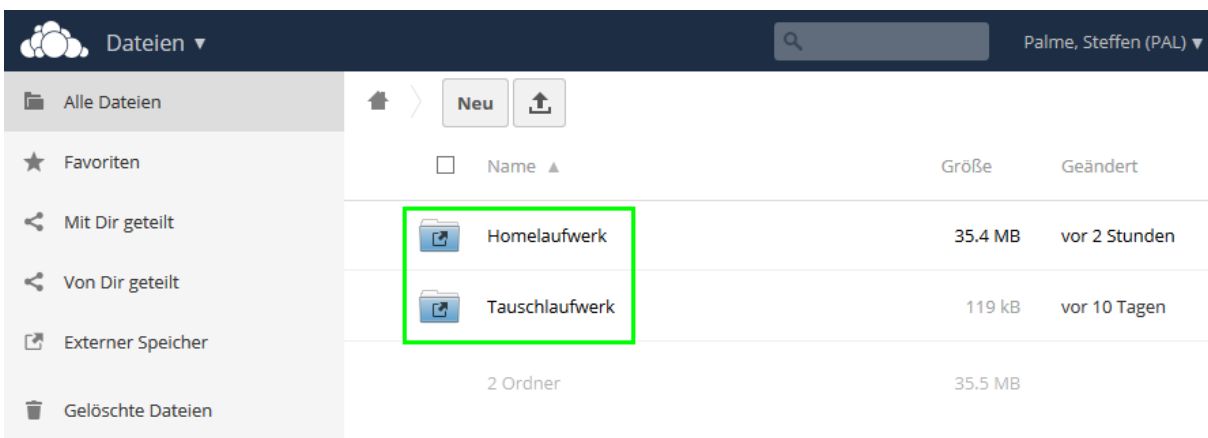 Dateien ▼
Palme, Steffen (PAL) ▼
Alle Dateien
Neu
Favoriten
Name ▲ Größe Geändert
Mit Dir geteilt
Homelaufwerk 35.4 MB vor 2 Stunden
Von Dir geteilt
Tauschlaufwerk 119 kB vor 10 Tagen
Externer Speicher
2 Ordner 35.5 MB
Gelöschte Dateien